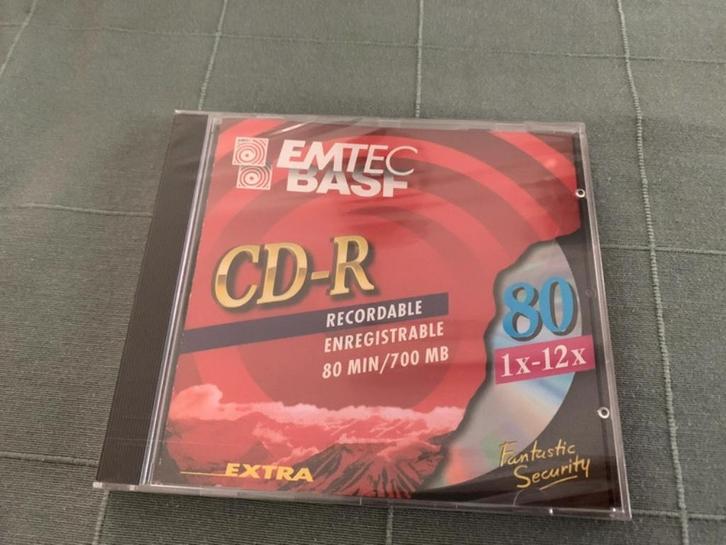 EMTEC
BASF
CD-R
RECORDABLE
ENREGISTRABLE
80 MIN/700 MB
80
1x-12x
EXTRA
Fantastic
Security